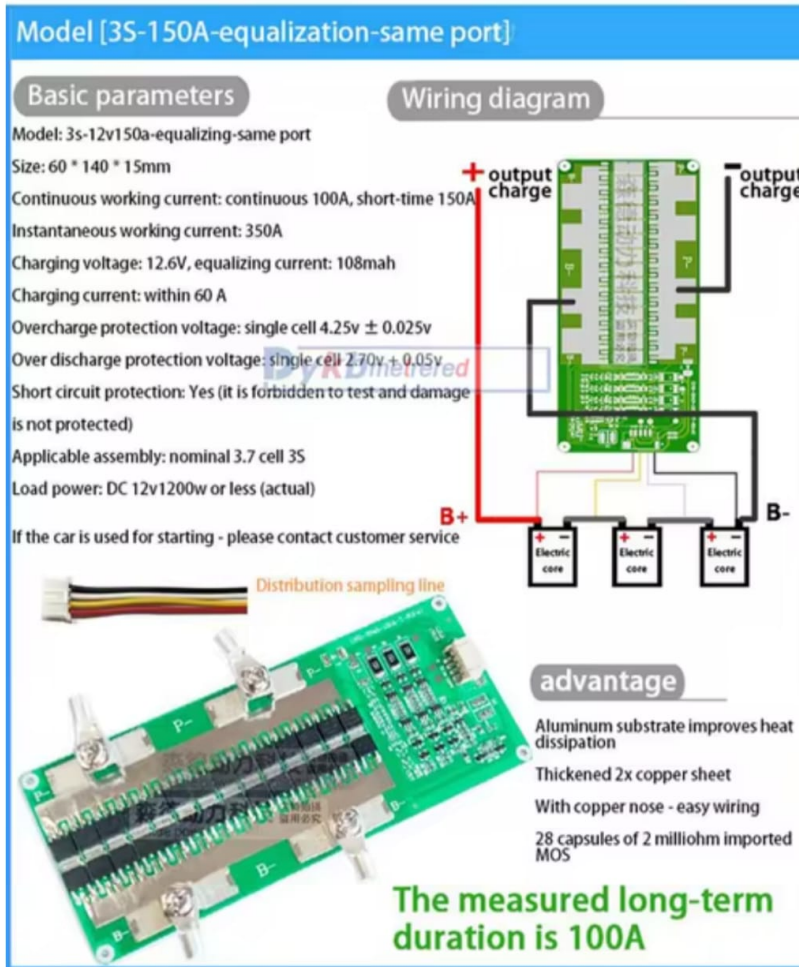 Model [3S-150A-equalization-same port]
Basic parameters
Model: 3s-12v150a-equalizing-same port
Size: 60 * 140 * 15mm
Continuous working current: continuous 100A, short-time 150A
Instantaneous working current: 350A
Charging voltage: 12.6V, equalizing current: 108mah
Charging current: within 60 A
Overcharge protection voltage: single cell 4.25v ± 0.025v
Over discharge protection voltage: single cell 2.70v ± 0.05v
Short circuit protection: Yes (it is forbidden to test and damage
is not protected)
Applicable assembly: nominal 3.7 cell 3S
Load power: DC 12v1200w or less (actual)
If the car is used for starting - please contact customer service
Wiring diagram
+ output
charge
- output
charge
B-
P-
B+
B-
+ -
Electric
core
+ -
Electric
core
+ -
Electric
core
Distribution sampling line
P-
P-
B-
B-
B-
advantage
Aluminum substrate improves heat
dissipation
Thickened 2x copper sheet
With copper nose - easy wiring
28 capsules of 2 milliohm imported
MOS
The measured long-term
duration is 100A